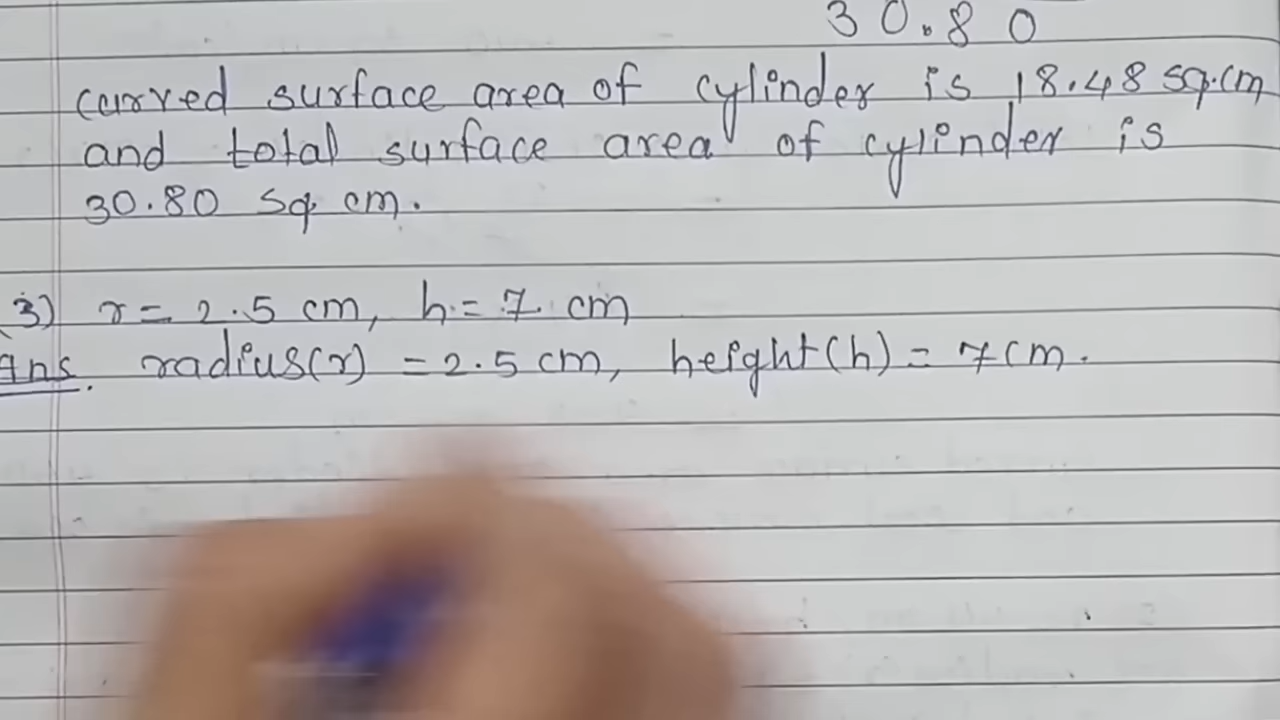 30.80
curved surface area of cylinder is 18.48 sq.cm
and total surface area of cylinder is
30.80 sq cm.
(3) r = 2.5 cm, h = 7 cm
Ans. radius(r) = 2.5 cm, height(h) = 7cm.